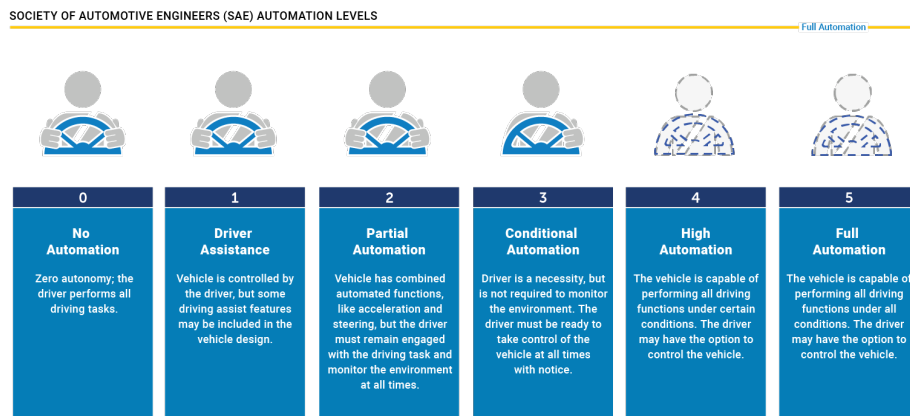 SOCIETY OF AUTOMOTIVE ENGINEERS (SAE) AUTOMATION LEVELS
Full Automation
0
No
Automation
Zero autonomy; the
driver performs all
driving tasks.
1
Driver
Assistance
Vehicle is controlled by
the driver, but some
driving assist features
may be included in the
vehicle design.
2
Partial
Automation
Vehicle has combined
automated functions,
like acceleration and
steering, but the driver
must remain engaged
with the driving task and
monitor the environment
at all times.
3
Conditional
Automation
Driver is a necessity, but
is not required to monitor
the environment. The
driver must be ready to
take control of the
vehicle at all times
with notice.
4
High
Automation
The vehicle is capable of
performing all driving
functions under certain
conditions. The driver
may have the option to
control the vehicle.
5
Full
Automation
The vehicle is capable of
performing all driving
functions under all
conditions. The driver
may have the option to
control the vehicle.